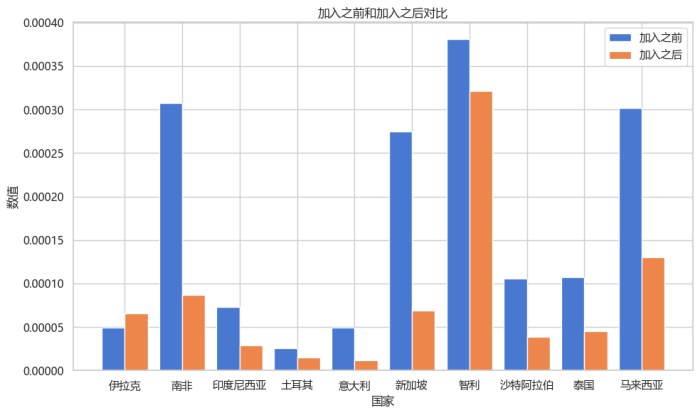 加入之前和加入之后对比
加入之前
加入之后
数值
0.00040
0.00035
0.00030
0.00025
0.00020
0.00015
0.00010
0.00005
0.00000
伊拉克
南非
印度尼西亚
土耳其
意大利
新加坡
智利
沙特阿拉伯
泰国
马来西亚
国家